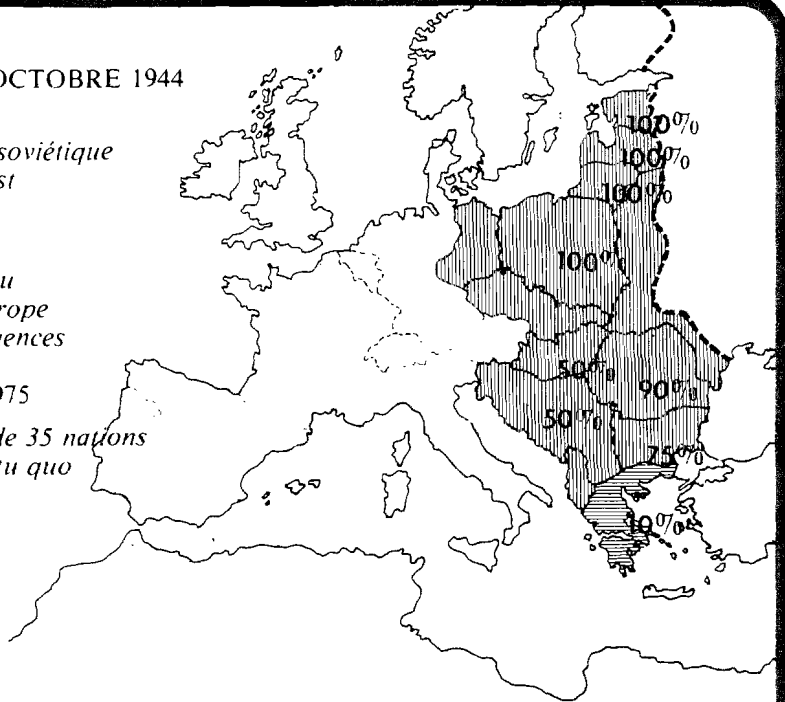 OCTOBRE 1944
soviétique
st
u
rope
ences
975
de 35 nations
tu quo
100%
100%
100%
100%
50%
90%
50%
75%
10%